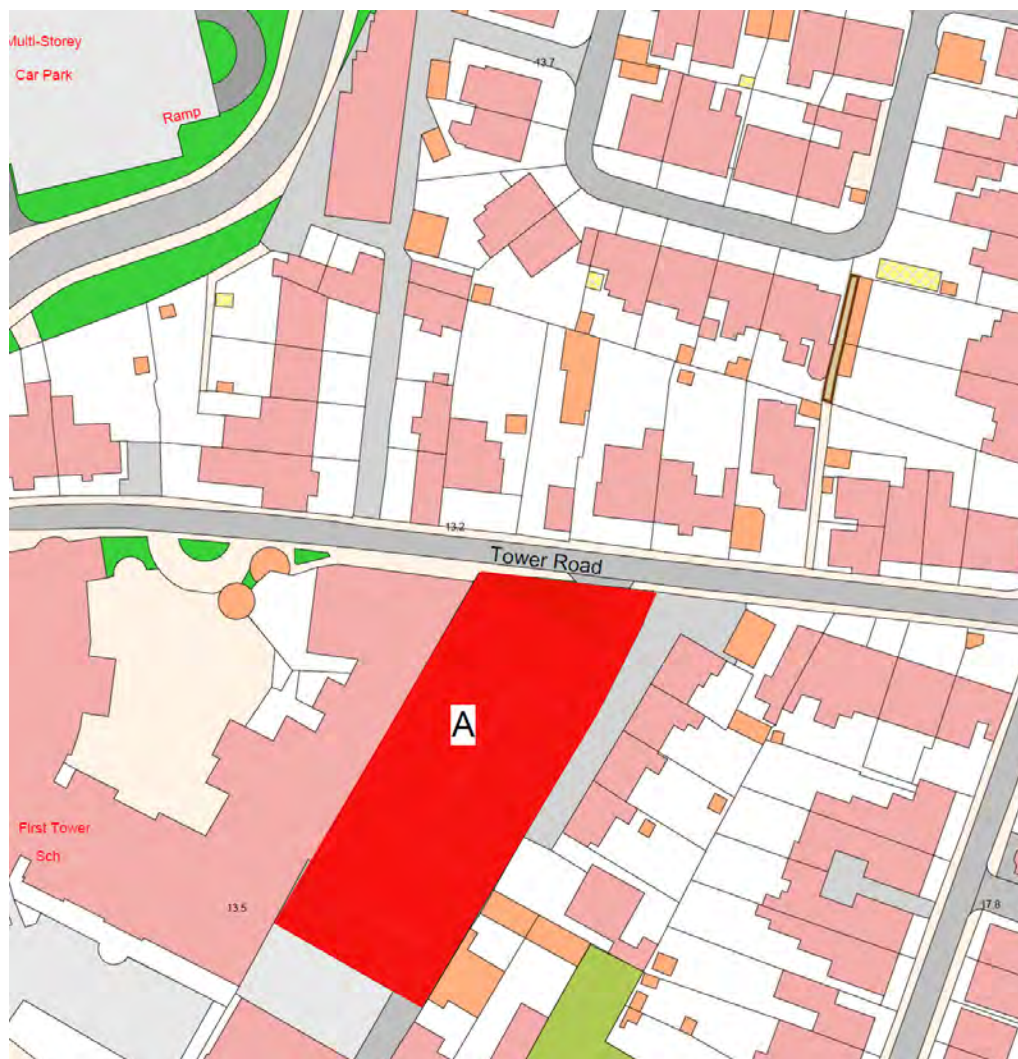 Multi-Storey
Car Park
Ramp
13.7
13.2
Tower Road
A
First Tower
Sch
13.5
17.8